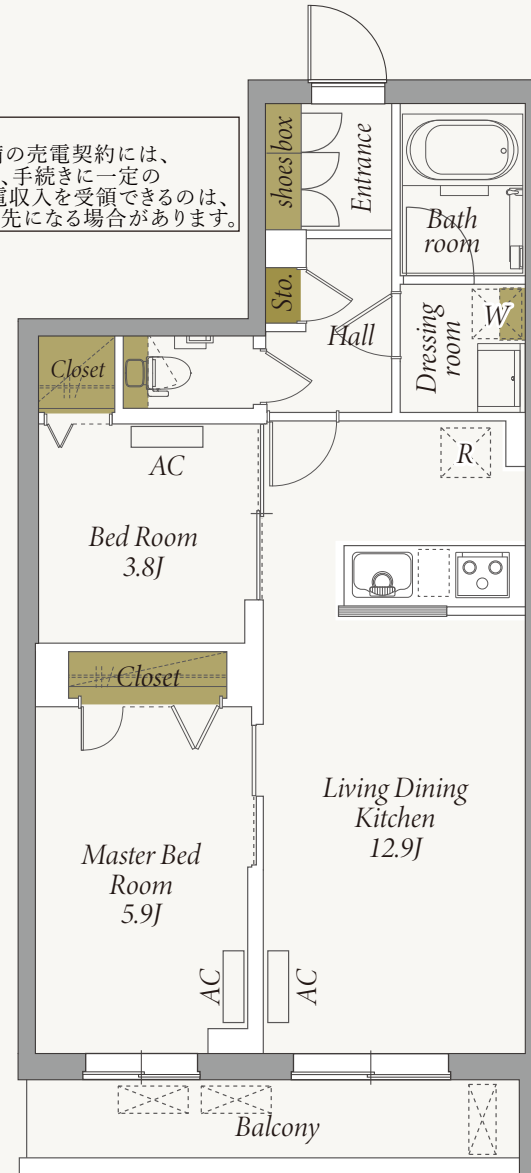 の売電契約には、
、手続きに一定の
電収入を受領できるのは、
先になる場合があります。
shoes box
Entrance
Bath
room
Sto.
Hall
Dressing
room
W
Closet
AC
R
Bed Room
3.8J
Closet
Living Dining
Kitchen
12.9J
Master Bed
Room
5.9J
AC
AC
Balcony